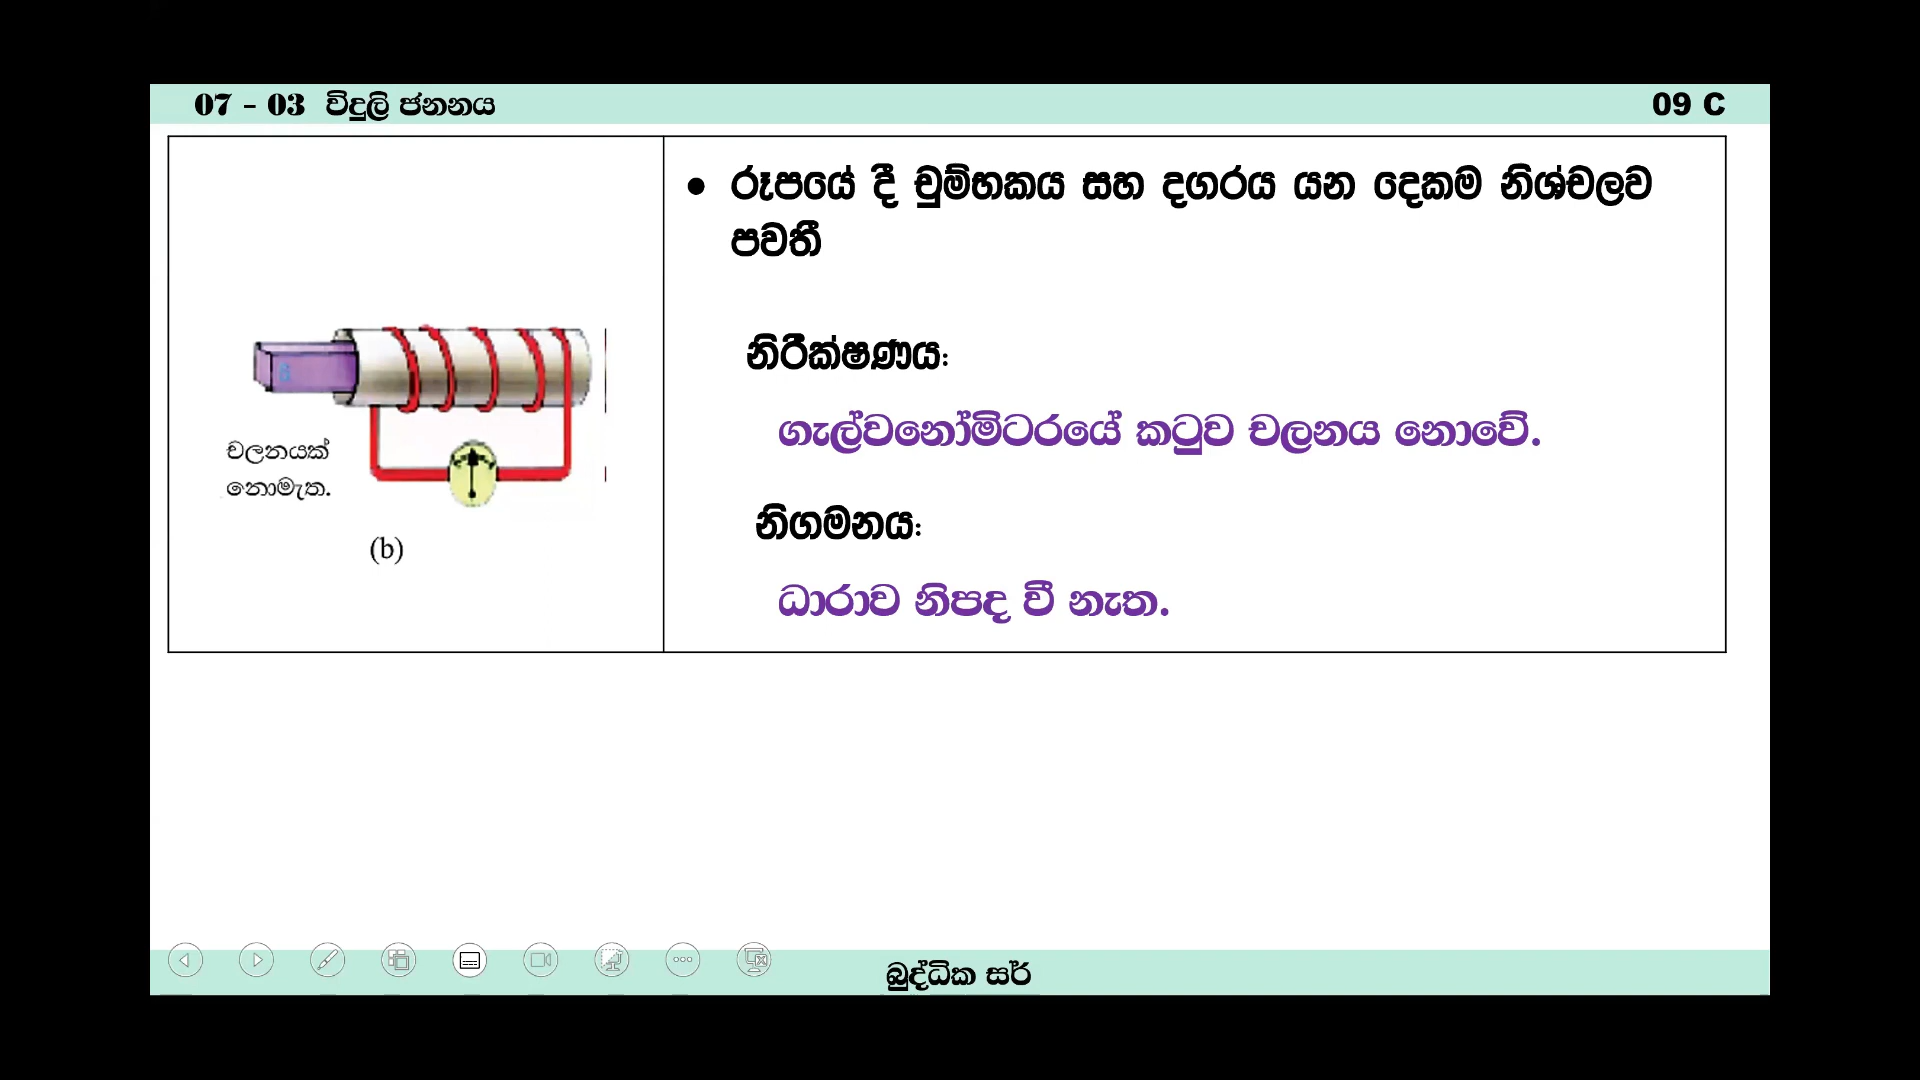 07 - 03 විදුලි ජනනය
09 C
• රූපයේ දී චුම්භකය සහ දගරය යන දෙකම නිශ්චලව
පවතී
නිරීක්ෂණය:
ගැල්වනෝමිටරයේ කටුව චලනය නොවේ.
නිගමනය:
ධාරාව නිපද වී නැත.
චලනයක්
නොමැත.
(b)
බුද්ධික සර්